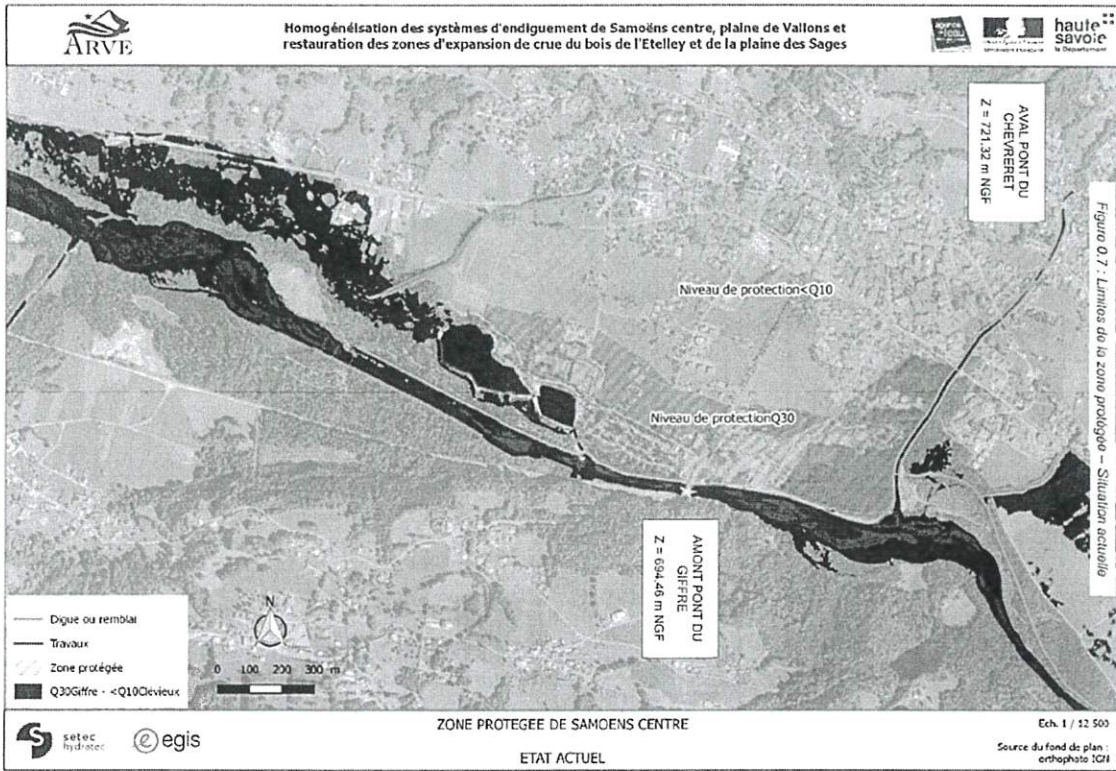 ARVE
Homogénéisation des systèmes d'endiguement de Samoëns centre, plaine de Vallons et
restauration des zones d'expansion de crue du bois de l'Etelley et de la plaine des Sages
haute
savoie
le Département
AVAL PONT DU
CHEVRERET
Z = 721.32 m NGF
Figure 0.7 : Limites de la zone protégée – Situation actuelle
Niveau de protection<Q10
Niveau de protectionQ30
AMONT PONT DU
GIFFRE
Z = 694.46 m NGF
Digue ou remblai
Travaux
Zone protégée
Q30Giffre - <Q10Clévieux
N
0 100 200 300 m
setec
hydratec
egis
ZONE PROTEGEE DE SAMOENS CENTRE
ETAT ACTUEL
Ech. 1 / 12 500
Source du fond de plan :
orthophoto IGN